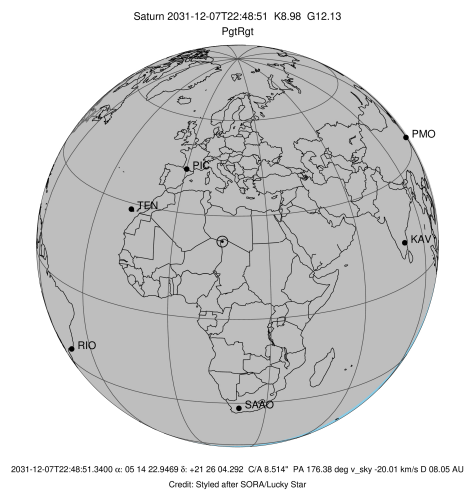 Saturn 2031-12-07T22:48:51 K8.98 G12.13
PgtRgt
PMO
PIC
TEN
KAV
RIO
SAAO
2031-12-07T22:48:51.3400 α: 05 14 22.9469 δ: +21 26 04.292 C/A 8.514" PA 176.38 deg v_sky -20.01 km/s D 08.05 AU
Credit: Styled after SORA/Lucky Star